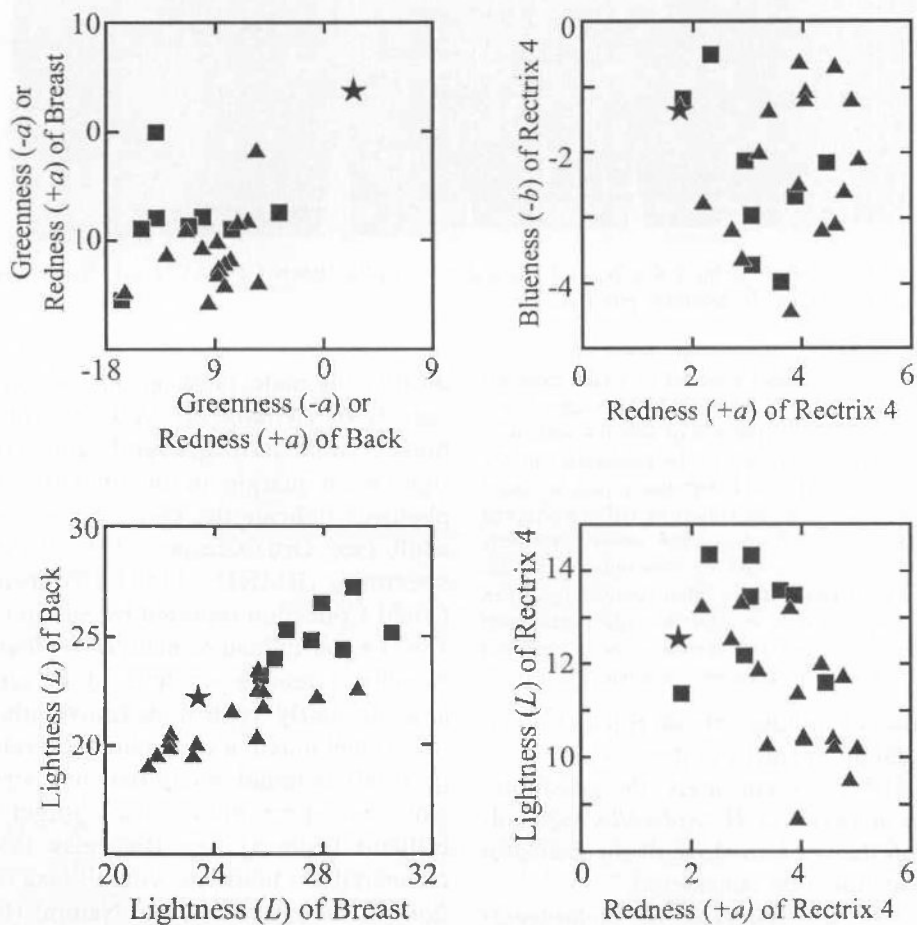 10
0
10
-18
9
0
9
Greenness (-a) or
Redness (+a) of Breast
Greenness (-a) or
Redness (+a) of Back
-0
-2
-4
0
2
4
6
Blueness (-b) of Rectrix 4
Redness (+a) of Rectrix 4
30
25
20
20
24
28
32
Lightness (L) of Back
Lightness (L) of Breast
14
12
10
0
2
4
6
Lightness (L) of Rectrix 4
Redness (+a) of Rectrix 4